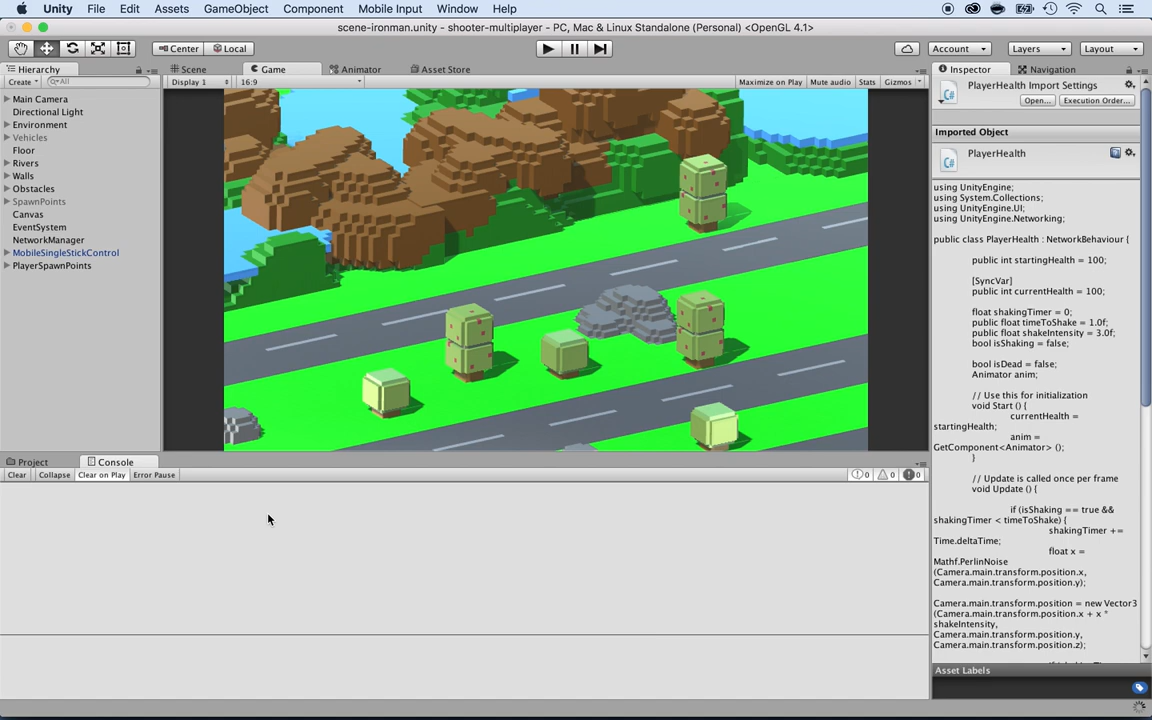 Unity File Edit Assets GameObject Component Mobile Input Window Help
scene-ironman.unity - shooter-multiplayer - PC, Mac & Linux Standalone (Personal) <OpenGL 4.1>
Center Local Account Layers Layout
Hierarchy
Create All
Main Camera
Directional Light
Environment
Vehicles
Floor
Rivers
Walls
Obstacles
SpawnPoints
Canvas
EventSystem
NetworkManager
MobileSingleStickControl
PlayerSpawnPoints
Scene Game Animator Asset Store
Display 1 16:9 Maximize on Play Mute audio Stats Gizmos
Project Console
Clear Collapse Clear on Play Error Pause 0 0 0
Inspector Navigation
PlayerHealth Import Settings
C#
Open... Execution Order...
Imported Object
PlayerHealth
C#
using UnityEngine;
using System.Collections;
using UnityEngine.UI;
using UnityEngine.Networking;
public class PlayerHealth : NetworkBehaviour {
public int startingHealth = 100;
[SyncVar]
public int currentHealth = 100;
float shakingTimer = 0;
public float timeToShake = 1.0f;
public float shakeIntensity = 3.0f;
bool isShaking = false;
bool isDead = false;
Animator anim;
// Use this for initialization
void Start () {
currentHealth =
startingHealth;
anim =
GetComponent<Animator> ();
}
// Update is called once per frame
void Update () {
if (isShaking == true &&
shakingTimer < timeToShake) {
shakingTimer +=
Time.deltaTime;
float x =
Mathf.PerlinNoise
(Camera.main.transform.position.x,
Camera.main.transform.position.y);
Camera.main.transform.position = new Vector3
(Camera.main.transform.position.x + x *
shakeIntensity,
Camera.main.transform.position.y,
Camera.main.transform.position.z);
Asset Labels